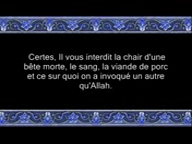 Certes, Il vous interdit la chair d'une
bête morte, le sang, la viande de porc
et ce sur quoi on a invoqué un autre
qu'Allah.